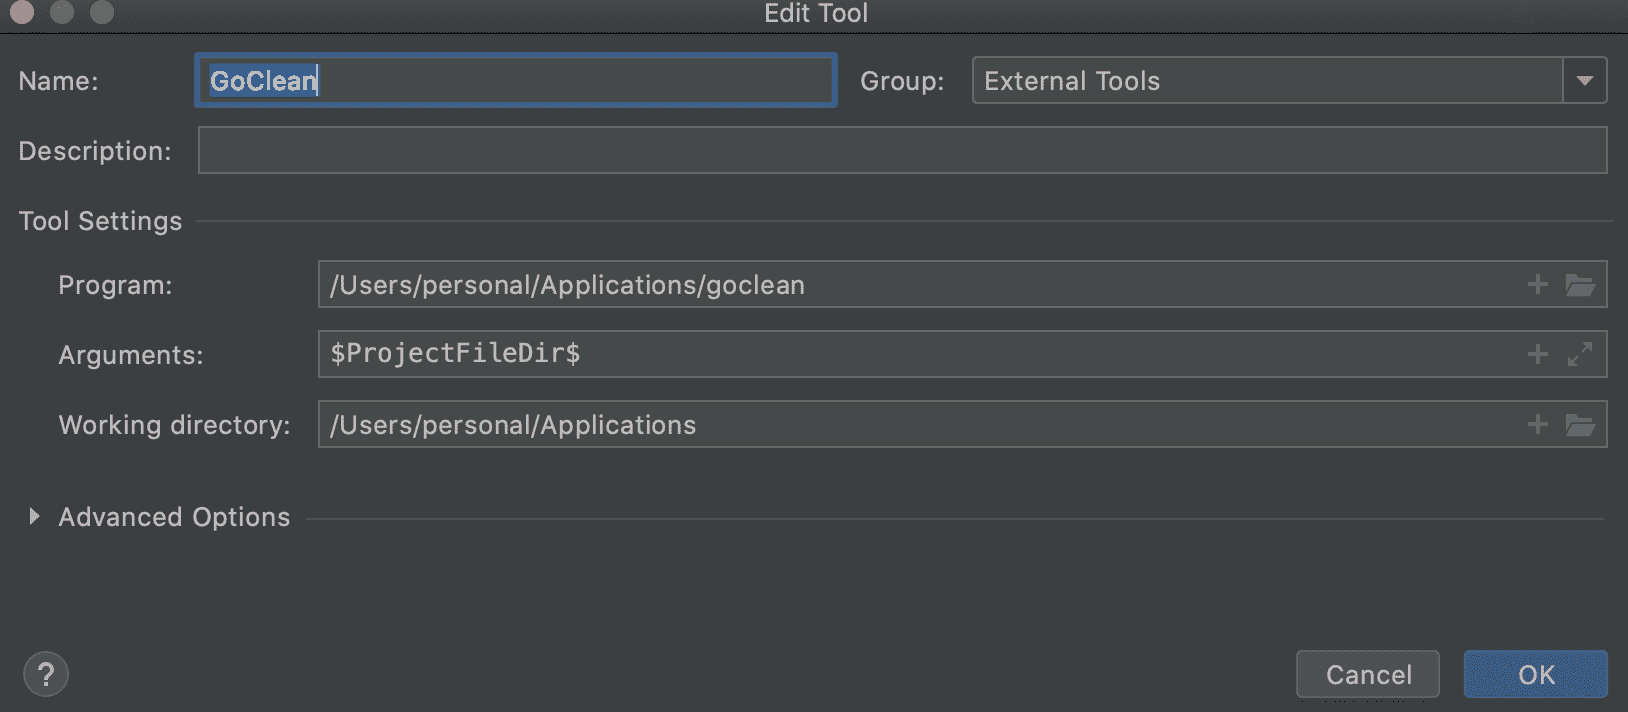 Edit Tool
Name: GoClean Group: External Tools
Description:
Tool Settings
Program: /Users/personal/Applications/goclean
Arguments: $ProjectFileDir$
Working directory: /Users/personal/Applications
Advanced Options
? Cancel OK